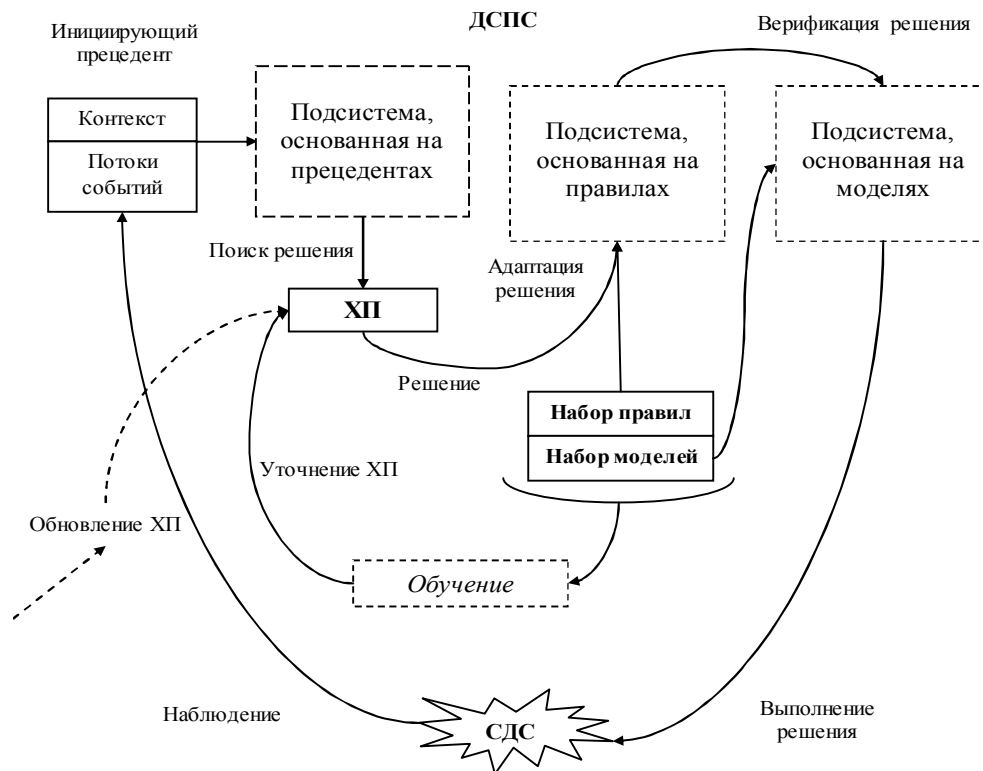 ДСПС
Инициирующий
прецедент
Верификация решения
Контекст
Потоки
событий
Подсистема,
основанная на
прецедентах
Подсистема,
основанная на
правилах
Подсистема,
основанная на
моделях
Поиск решения
Адаптация
решения
ХП
Решение
Набор правил
Набор моделей
Уточнение ХП
Обновление ХП
Обучение
Наблюдение
СДС
Выполнение
решения